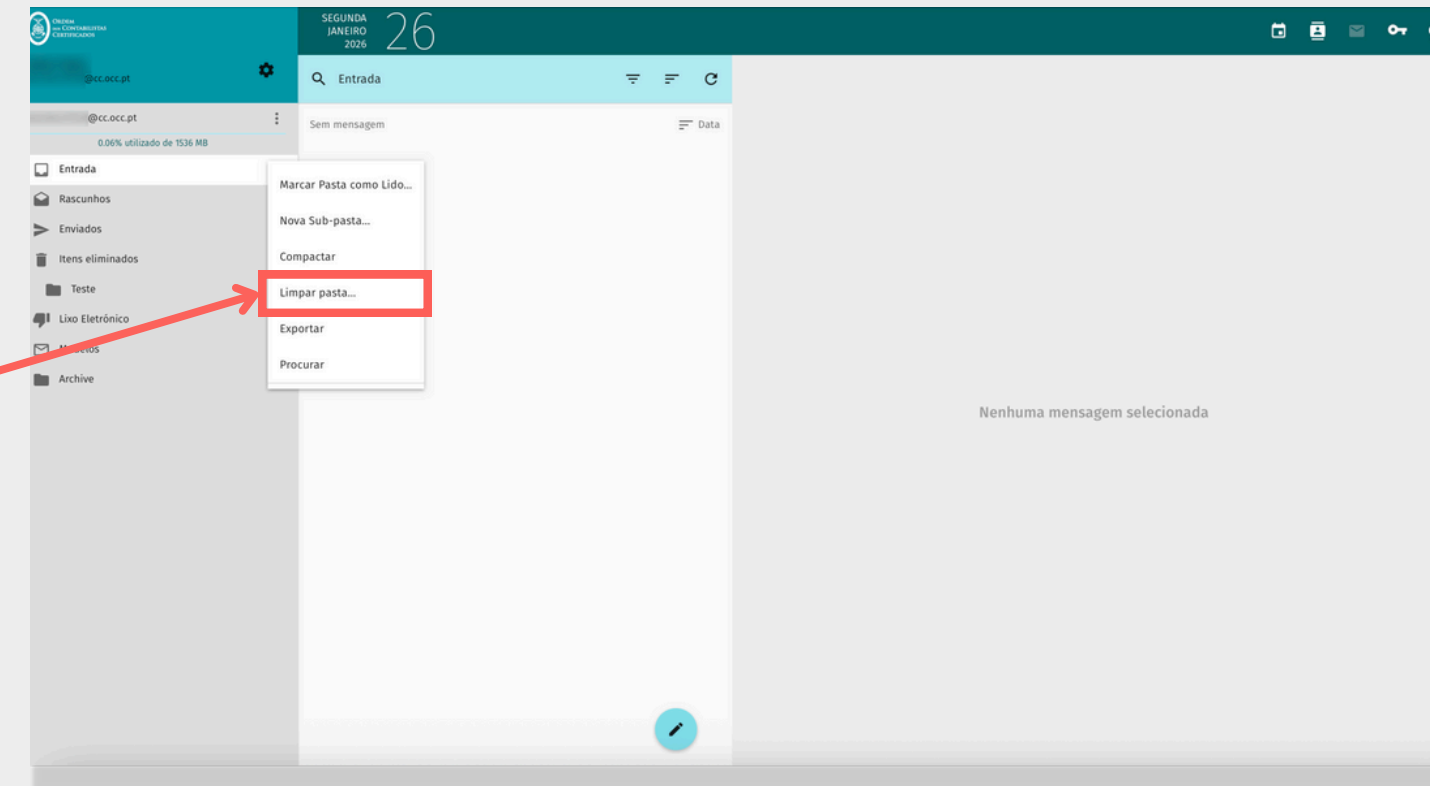 ORDEM
DOS CONTABILISTAS
CERTIFICADOS
SEGUNDA
JANEIRO
2026
26
@cc.occ.pt
Entrada
@cc.occ.pt
0.06% utilizado de 1536 MB
Sem mensagem
Data
Entrada
Rascunhos
Enviados
Itens eliminados
Teste
Lixo Eletrónico
Modelos
Archive
Marcar Pasta como Lido...
Nova Sub-pasta...
Compactar
Limpar pasta...
Exportar
Procurar
Nenhuma mensagem selecionada